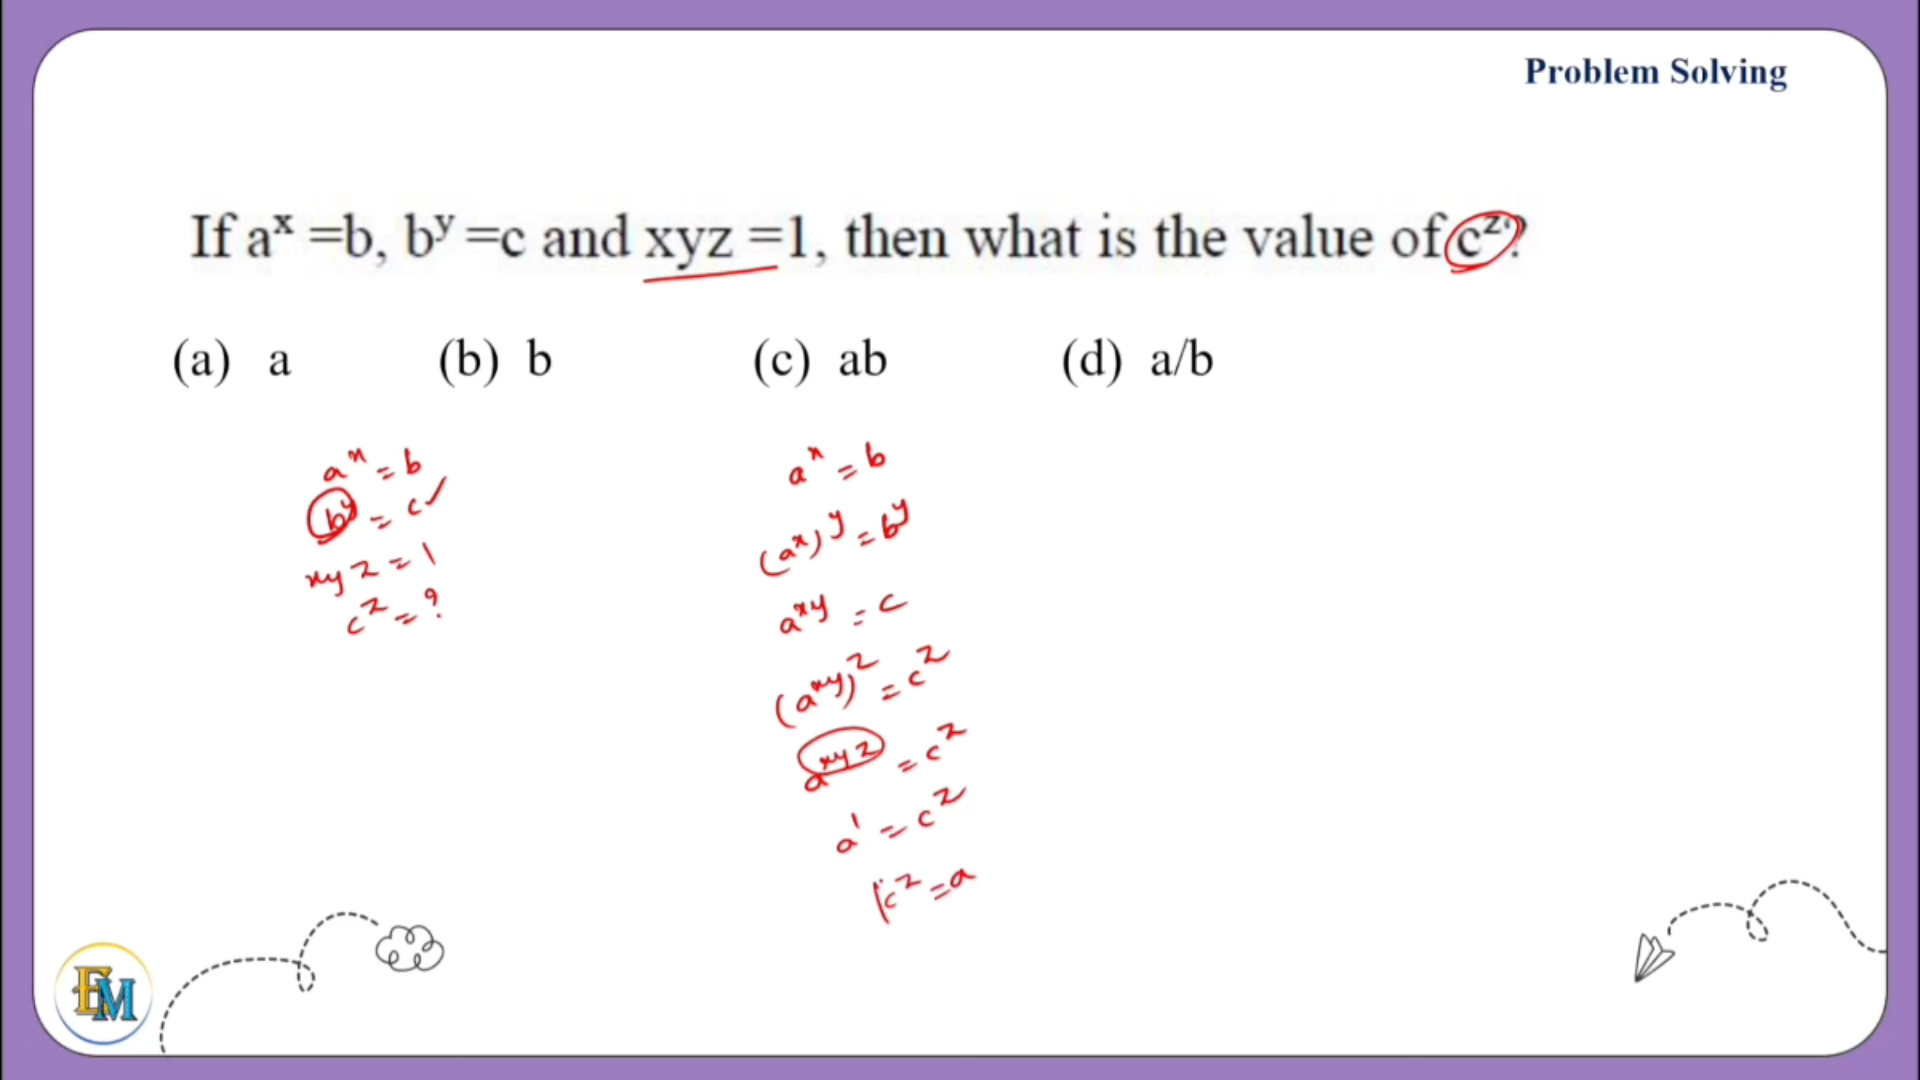 Problem Solving
If aˣ =b, bʸ =c and xyz =1, then what is the value of cᶻ?
(a) a (b) b (c) ab (d) a/b
aˣ = b
bʸ = c ✓
xyz = 1
cᶻ = ?
aˣ = b
(aˣ)ʸ = bʸ
aˣʸ = c
(aˣʸ)ᶻ = cᶻ
aˣʸᶻ = cᶻ
a¹ = cᶻ
cᶻ = a
EM